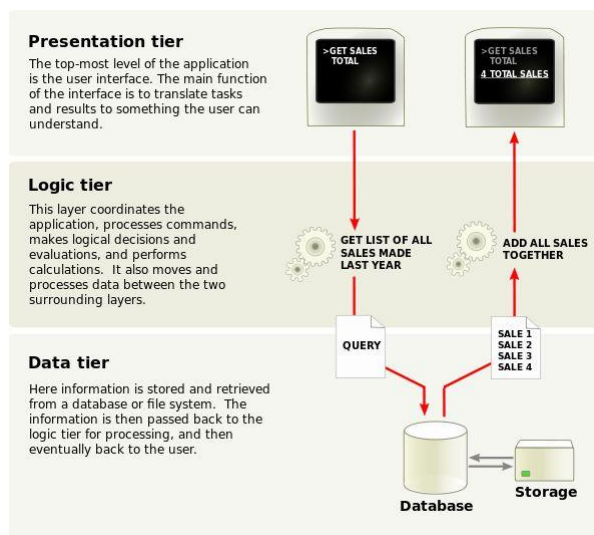 Presentation tier
The top-most level of the application
is the user interface. The main function
of the interface is to translate tasks
and results to something the user can
understand.
>GET SALES
TOTAL
>GET SALES
TOTAL
4 TOTAL SALES
Logic tier
This layer coordinates the
application, processes commands,
makes logical decisions and
evaluations, and performs
calculations. It also moves and
processes data between the two
surrounding layers.
GET LIST OF ALL
SALES MADE
LAST YEAR
ADD ALL SALES
TOGETHER
QUERY
SALE 1
SALE 2
SALE 3
SALE 4
Data tier
Here information is stored and retrieved
from a database or file system. The
information is then passed back to the
logic tier for processing, and then
eventually back to the user.
Database
Storage